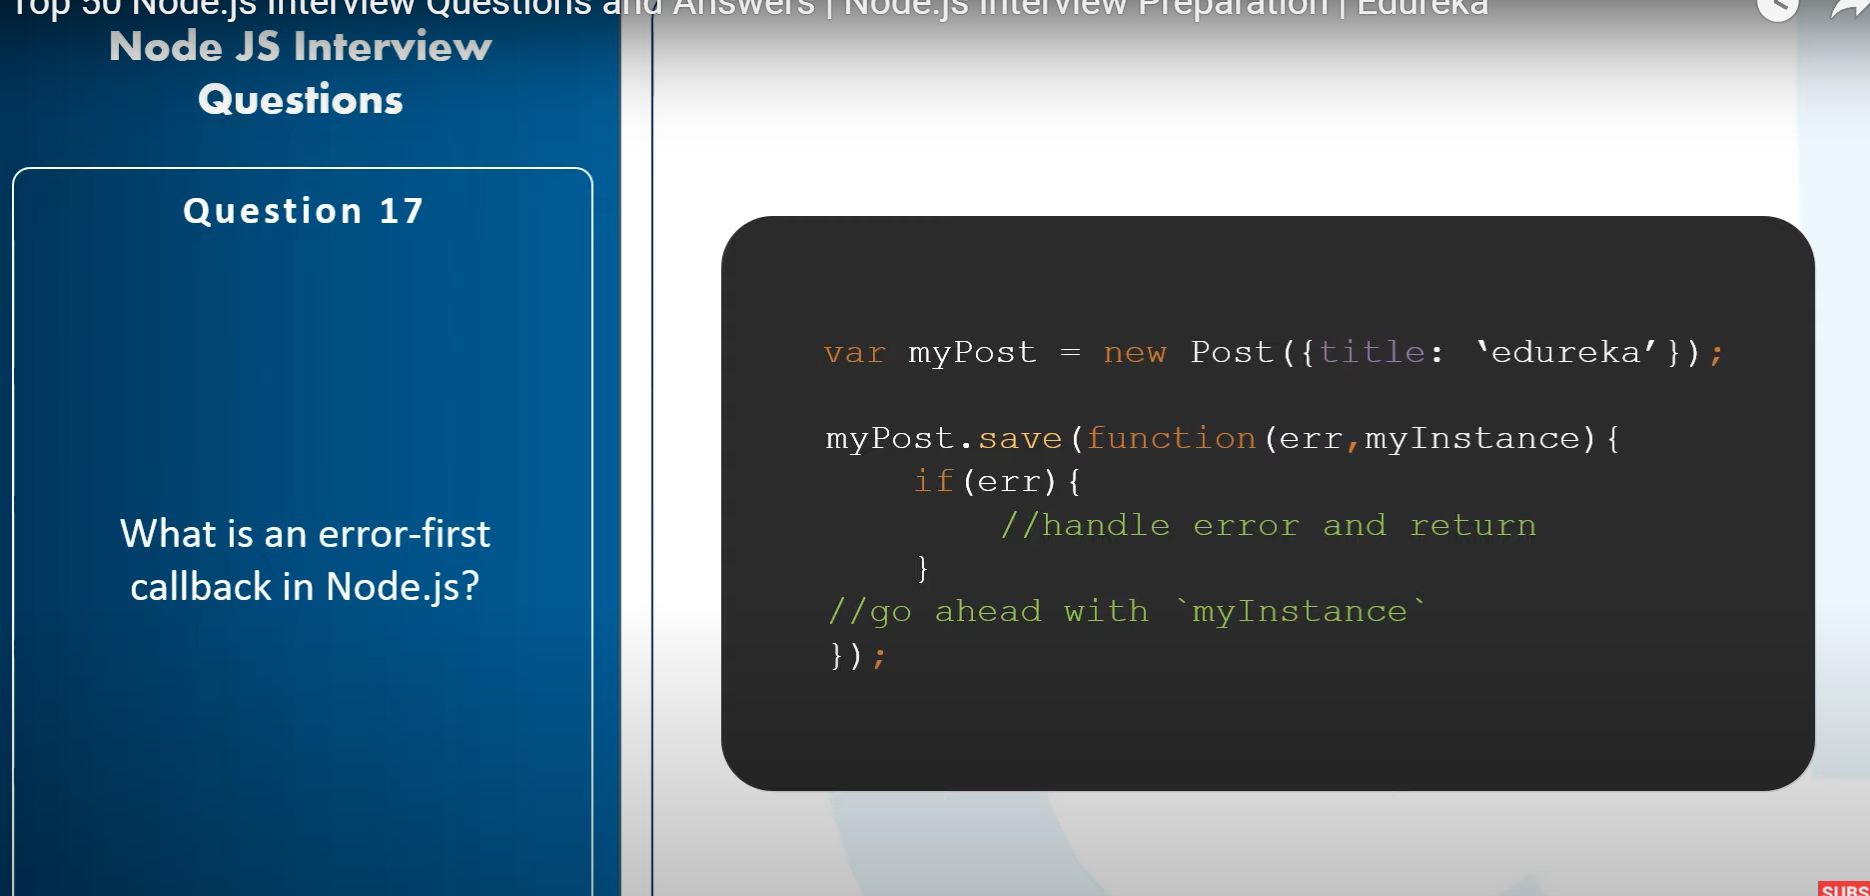 Top 50 Node.js Interview Questions and Answers | Node.js Interview Preparation | Edureka
Node JS Interview
Questions
Question 17
What is an error-first
callback in Node.js?
var myPost = new Post({title: ‘edureka’});
myPost.save(function(err,myInstance){
if(err){
//handle error and return
}
//go ahead with `myInstance`
});
SUBS